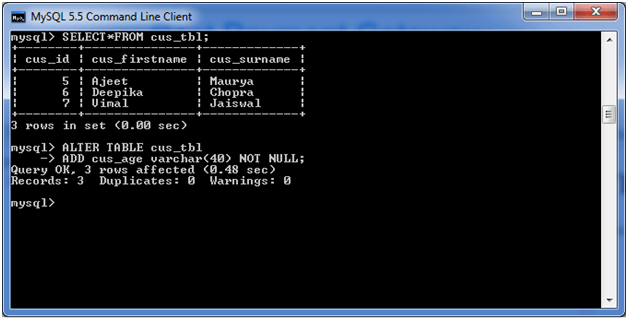 MySQL 5.5 Command Line Client
mysql> SELECT*FROM cus_tbl;
+--------+---------------+-------------+
| cus_id | cus_firstname | cus_surname |
+--------+---------------+-------------+
|      5 | Ajeet         | Maurya      |
|      6 | Deepika       | Chopra      |
|      7 | Vimal         | Jaiswal     |
+--------+---------------+-------------+
3 rows in set (0.00 sec)
mysql> ALTER TABLE cus_tbl
    -> ADD cus_age varchar(40) NOT NULL;
Query OK, 3 rows affected (0.48 sec)
Records: 3  Duplicates: 0  Warnings: 0
mysql>